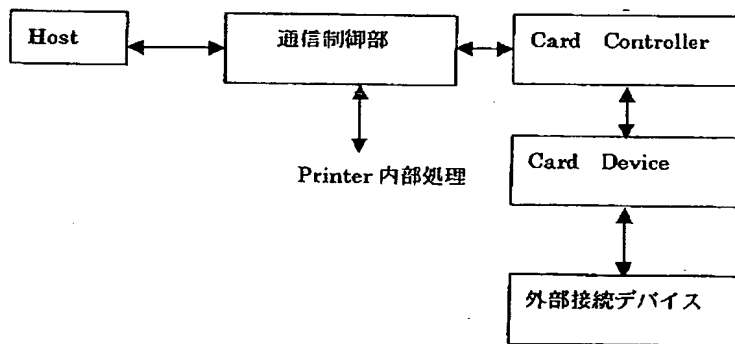 Host
通信制御部
Card Controller
Printer 内部処理
Card Device
外部接続デバイス